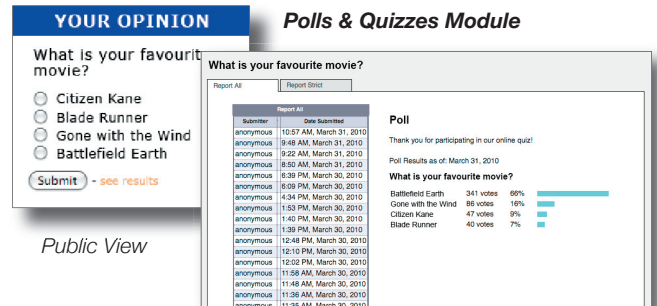 YOUR OPINION
What is your favourit
movie?
Citizen Kane
Blade Runner
Gone with the Wind
Battlefield Earth
Submit - see results
Public View
Polls & Quizzes Module
What is your favourite movie?
Report All Report Strict
Report All
Submitter Date Submitted
anonymous 10:57 AM, March 31, 2010
anonymous 9:48 AM, March 31, 2010
anonymous 9:22 AM, March 31, 2010
anonymous 8:50 AM, March 31, 2010
anonymous 6:39 PM, March 30, 2010
anonymous 6:09 PM, March 30, 2010
anonymous 4:34 PM, March 30, 2010
anonymous 1:53 PM, March 30, 2010
anonymous 1:40 PM, March 30, 2010
anonymous 1:39 PM, March 30, 2010
anonymous 12:48 PM, March 30, 2010
anonymous 12:10 PM, March 30, 2010
anonymous 12:02 PM, March 30, 2010
anonymous 11:58 AM, March 30, 2010
anonymous 11:48 AM, March 30, 2010
anonymous 11:36 AM, March 30, 2010
anonymous 11:35 AM, March 30, 2010
Poll
Thank you for participating in our online quiz!
Poll Results as of: March 31, 2010
What is your favourite movie?
Battlefield Earth 341 votes 66%
Gone with the Wind 86 votes 16%
Citizen Kane 47 votes 9%
Blade Runner 40 votes 7%